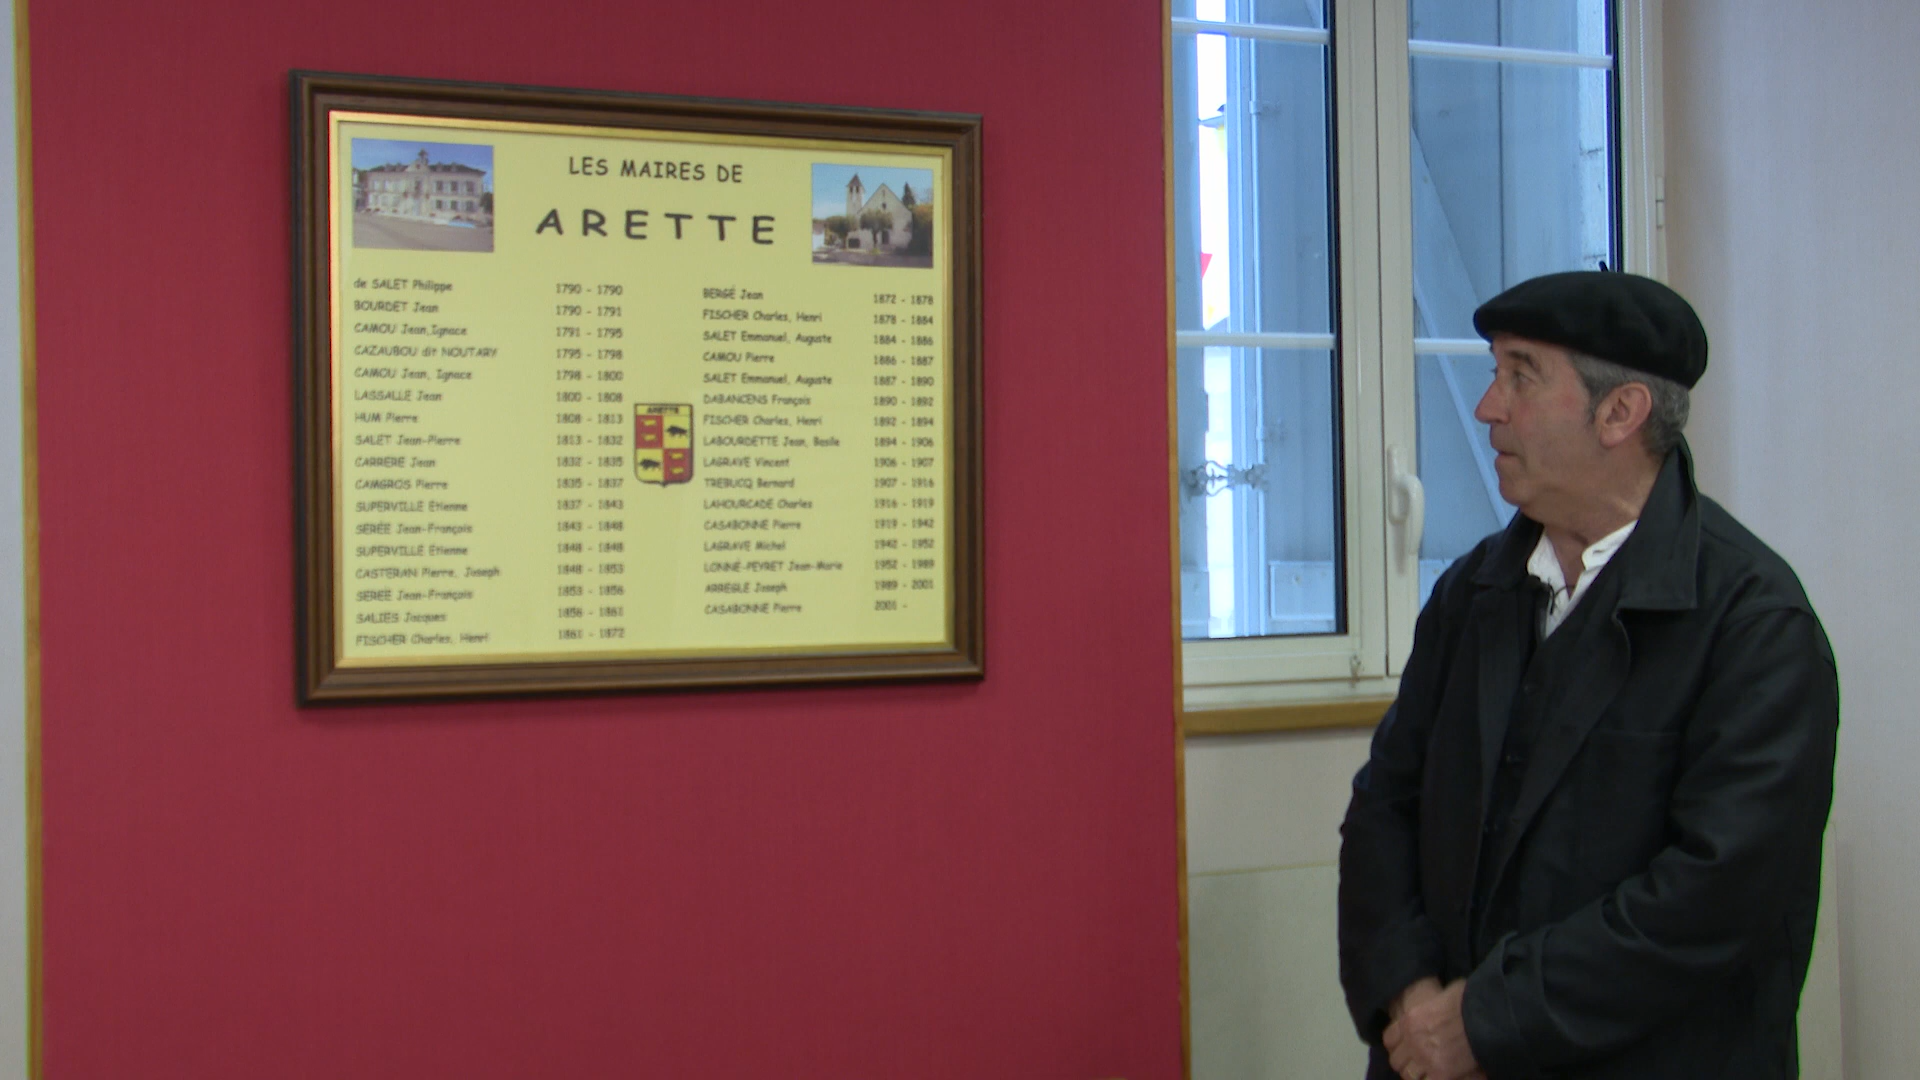 LES MAIRES DE
ARETTE
de SALET Philippe 1790 - 1790
BOURDET Jean 1790 - 1791
CAMOU Jean,Ignace 1791 - 1795
CAZAUBOU dit NOUTARY 1795 - 1798
CAMOU Jean, Ignace 1798 - 1800
LASSALLE Jean 1800 - 1808
HUM Pierre 1808 - 1813
SALET Jean-Pierre 1813 - 1832
CARRERE Jean 1832 - 1835
CAMGROS Pierre 1835 - 1837
SUPERVILLE Etienne 1837 - 1843
SERÉE Jean-François 1843 - 1848
SUPERVILLE Etienne 1848 - 1848
CASTERAN Pierre, Joseph 1848 - 1853
SEREE Jean-François 1853 - 1856
SALIES Jacques 1856 - 1861
FISCHER Charles, Henri 1861 - 1872
ARETTE
BERGÉ Jean 1872 - 1878
FISCHER Charles, Henri 1878 - 1884
SALET Emmanuel, Auguste 1884 - 1886
CAMOU Pierre 1886 - 1887
SALET Emmanuel, Auguste 1887 - 1890
DABANCENS François 1890 - 1892
FISCHER Charles, Henri 1892 - 1894
LABOURDETTE Jean, Basile 1894 - 1906
LAGRAVE Vincent 1906 - 1907
TREBUCQ Bernard 1907 - 1916
LAHOURCADE Charles 1916 - 1919
CASABONNE Pierre 1919 - 1942
LAGRAVE Michel 1942 - 1952
LONNÉ-PEYRET Jean-Marie 1952 - 1989
ARREGLE Joseph 1989 - 2001
CASABONNE Pierre 2001 -